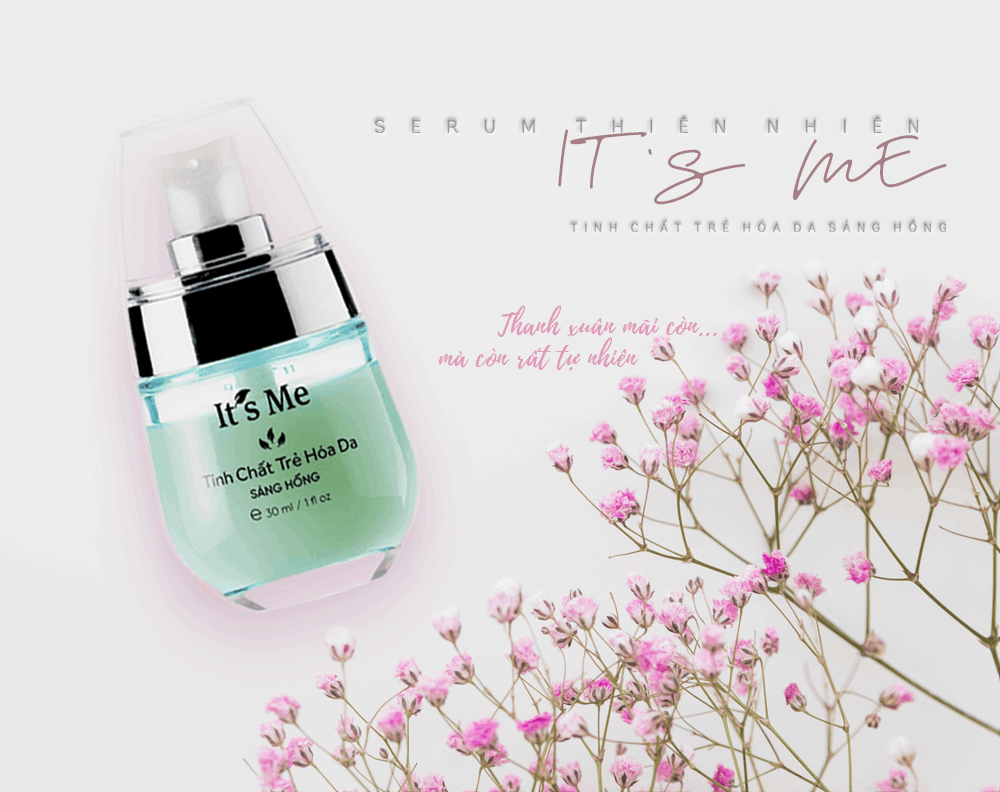 SERUM THIÊN NHIÊN
IT's mE
TINH CHẤT TRẺ HÓA DA SÁNG HỒNG
Thanh xuân mãi còn...
mà còn rất tự nhiên
It's Me
Tinh Chất Trẻ Hóa Da
SÁNG HỒNG
e 30 ml / 1 fl oz